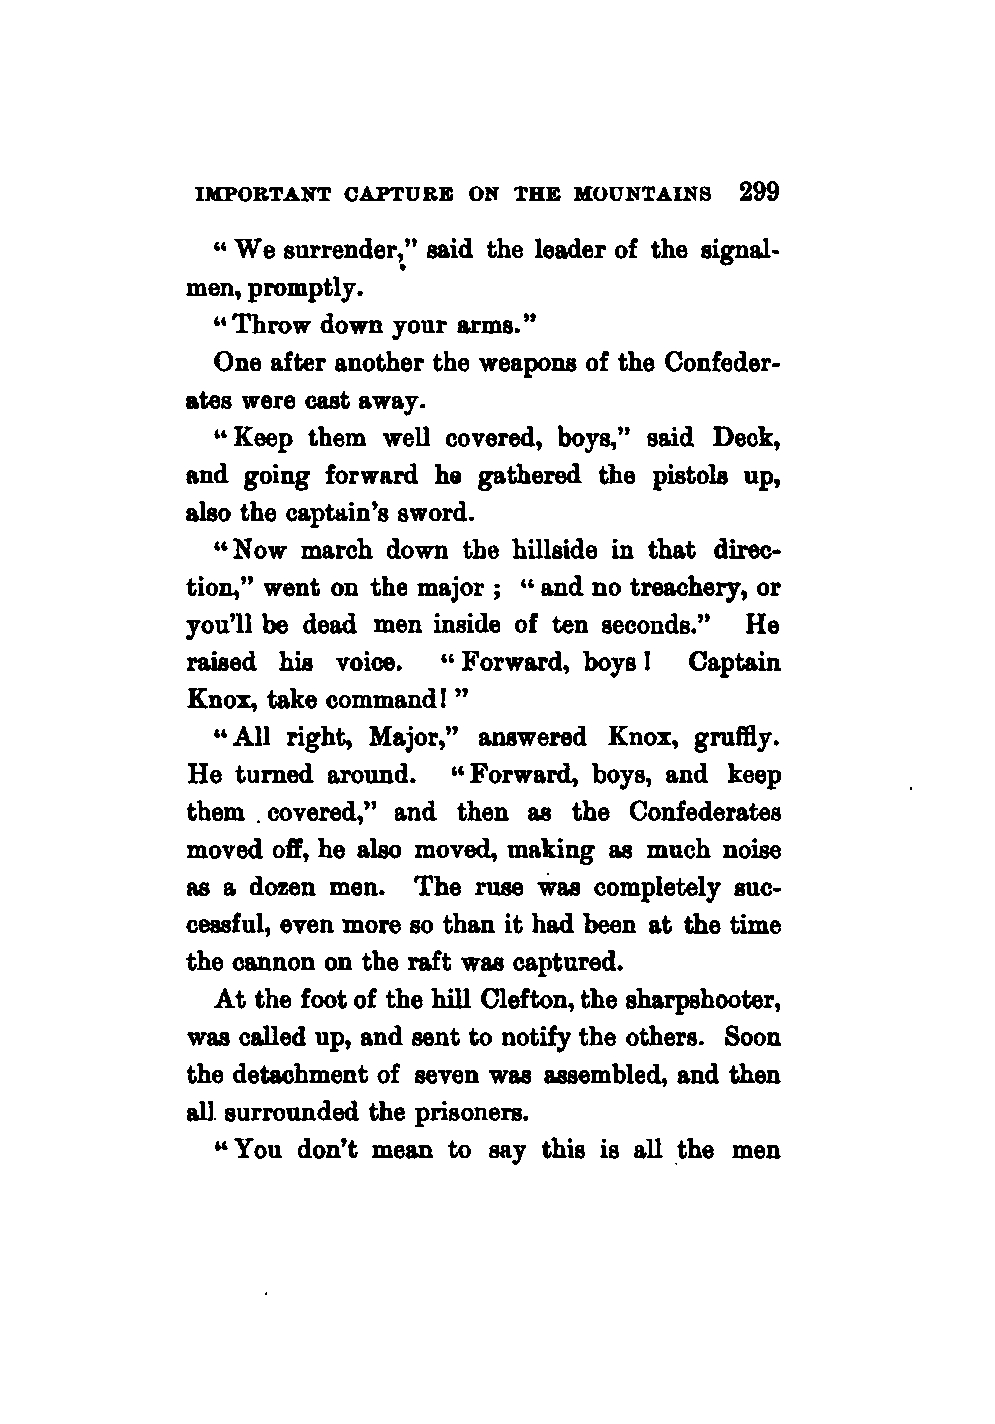 IMPORTANT CAPTURE ON THE MOUNTAINS 299
“ We surrender,” said the leader of the signal-
men, promptly.
“ Throw down your arms.”
One after another the weapons of the Confeder-
ates were cast away.
“ Keep them well covered, boys,” said Deck,
and going forward he gathered the pistols up,
also the captain’s sword.
“ Now march down the hillside in that direc-
tion,” went on the major ; “ and no treachery, or
you’ll be dead men inside of ten seconds.” He
raised his voice. “ Forward, boys ! Captain
Knox, take command! ”
“ All right, Major,” answered Knox, gruffly.
He turned around. “ Forward, boys, and keep
them covered,” and then as the Confederates
moved off, he also moved, making as much noise
as a dozen men. The ruse was completely suc-
cessful, even more so than it had been at the time
the cannon on the raft was captured.
At the foot of the hill Clefton, the sharpshooter,
was called up, and sent to notify the others. Soon
the detachment of seven was assembled, and then
all surrounded the prisoners.
“ You don’t mean to say this is all the men